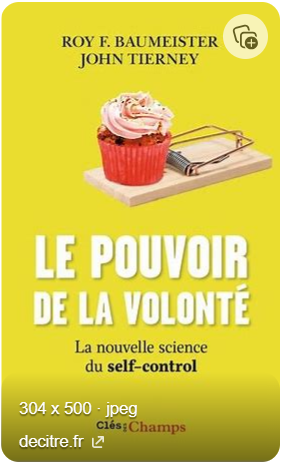 ROY F. BAUMEISTER
JOHN TIERNEY
LE POUVOIR
DE LA VOLONTÉ
La nouvelle science
du self-control
304 x 500 · jpeg
decitre.fr
Clés des Champs